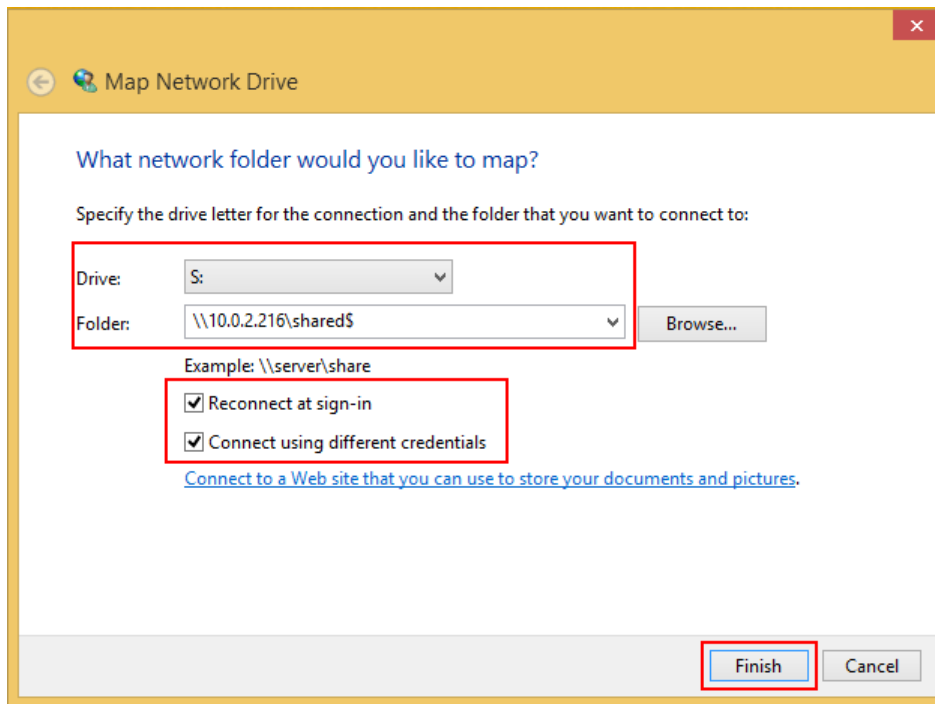 Map Network Drive
What network folder would you like to map?
Specify the drive letter for the connection and the folder that you want to connect to:
Drive: S:
Folder: \\10.0.2.216\shared$ Browse...
Example: \\server\share
Reconnect at sign-in
Connect using different credentials
Connect to a Web site that you can use to store your documents and pictures.
Finish Cancel